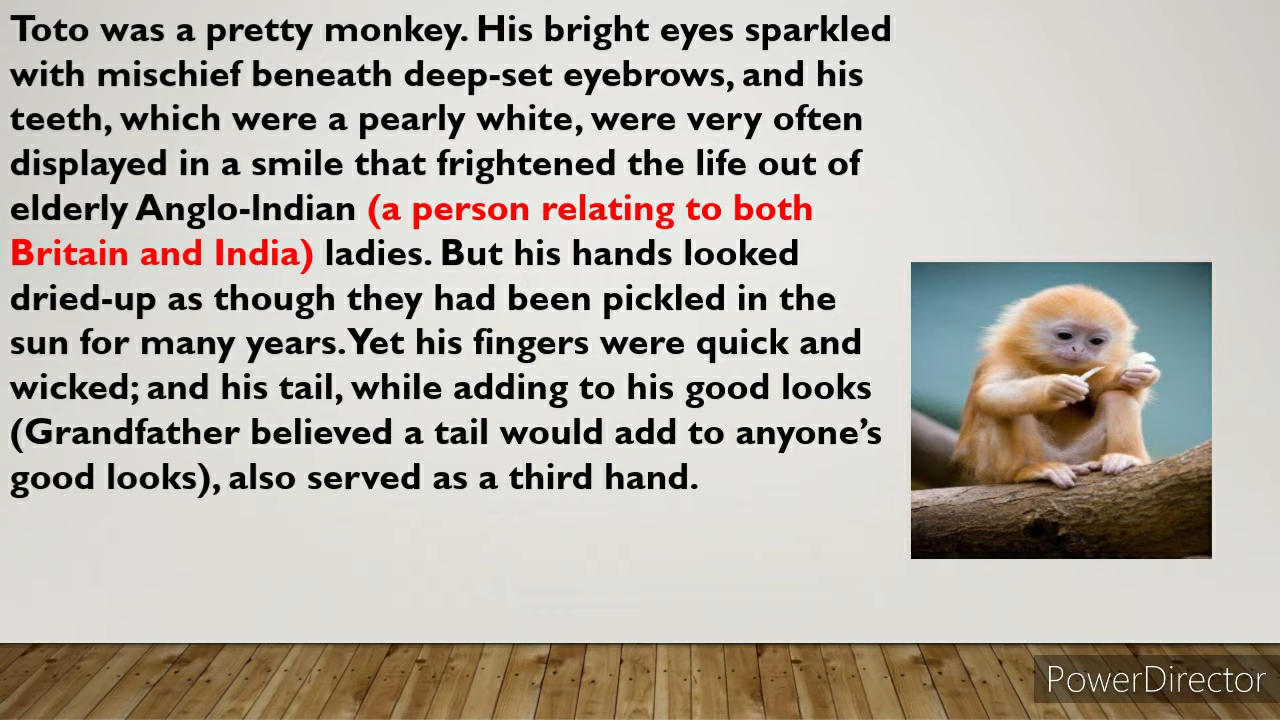 Toto was a pretty monkey. His bright eyes sparkled
with mischief beneath deep-set eyebrows, and his
teeth, which were a pearly white, were very often
displayed in a smile that frightened the life out of
elderly Anglo-Indian (a person relating to both
Britain and India) ladies. But his hands looked
dried-up as though they had been pickled in the
sun for many years. Yet his fingers were quick and
wicked; and his tail, while adding to his good looks
(Grandfather believed a tail would add to anyone’s
good looks), also served as a third hand.
PowerDirector